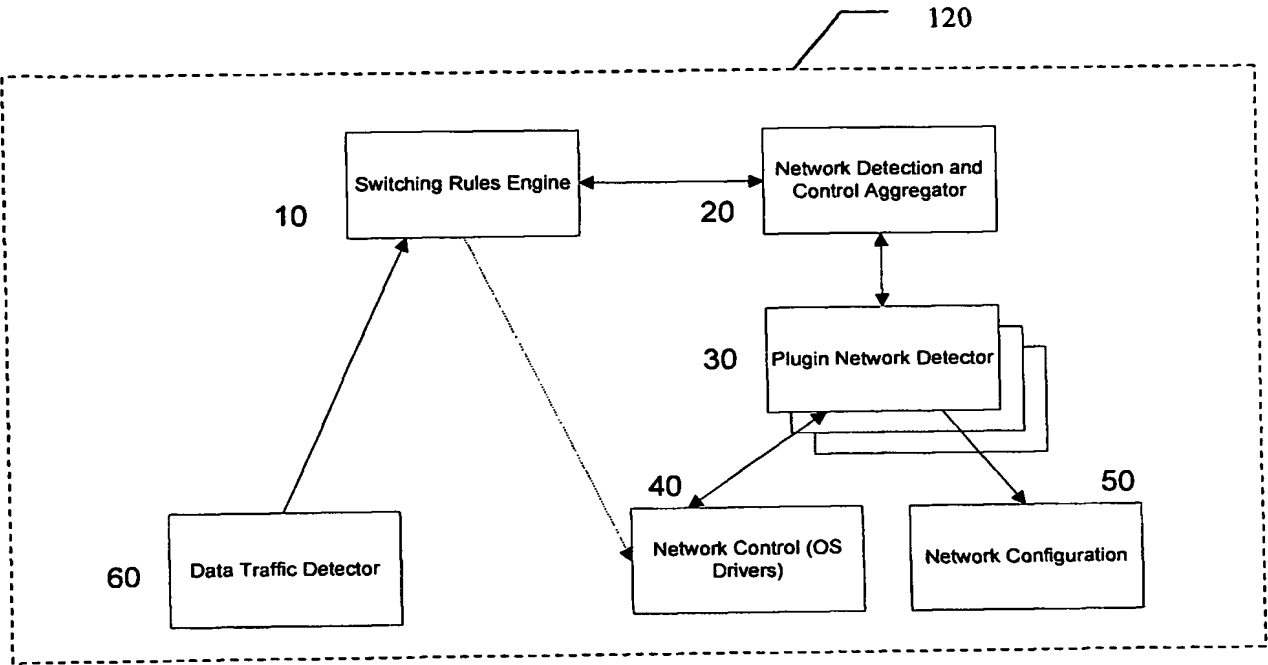 120
Switching Rules Engine
10
Network Detection and
Control Aggregator
20
Plugin Network Detector
30
40
Network Control (OS
Drivers)
50
Network Configuration
Data Traffic Detector
60